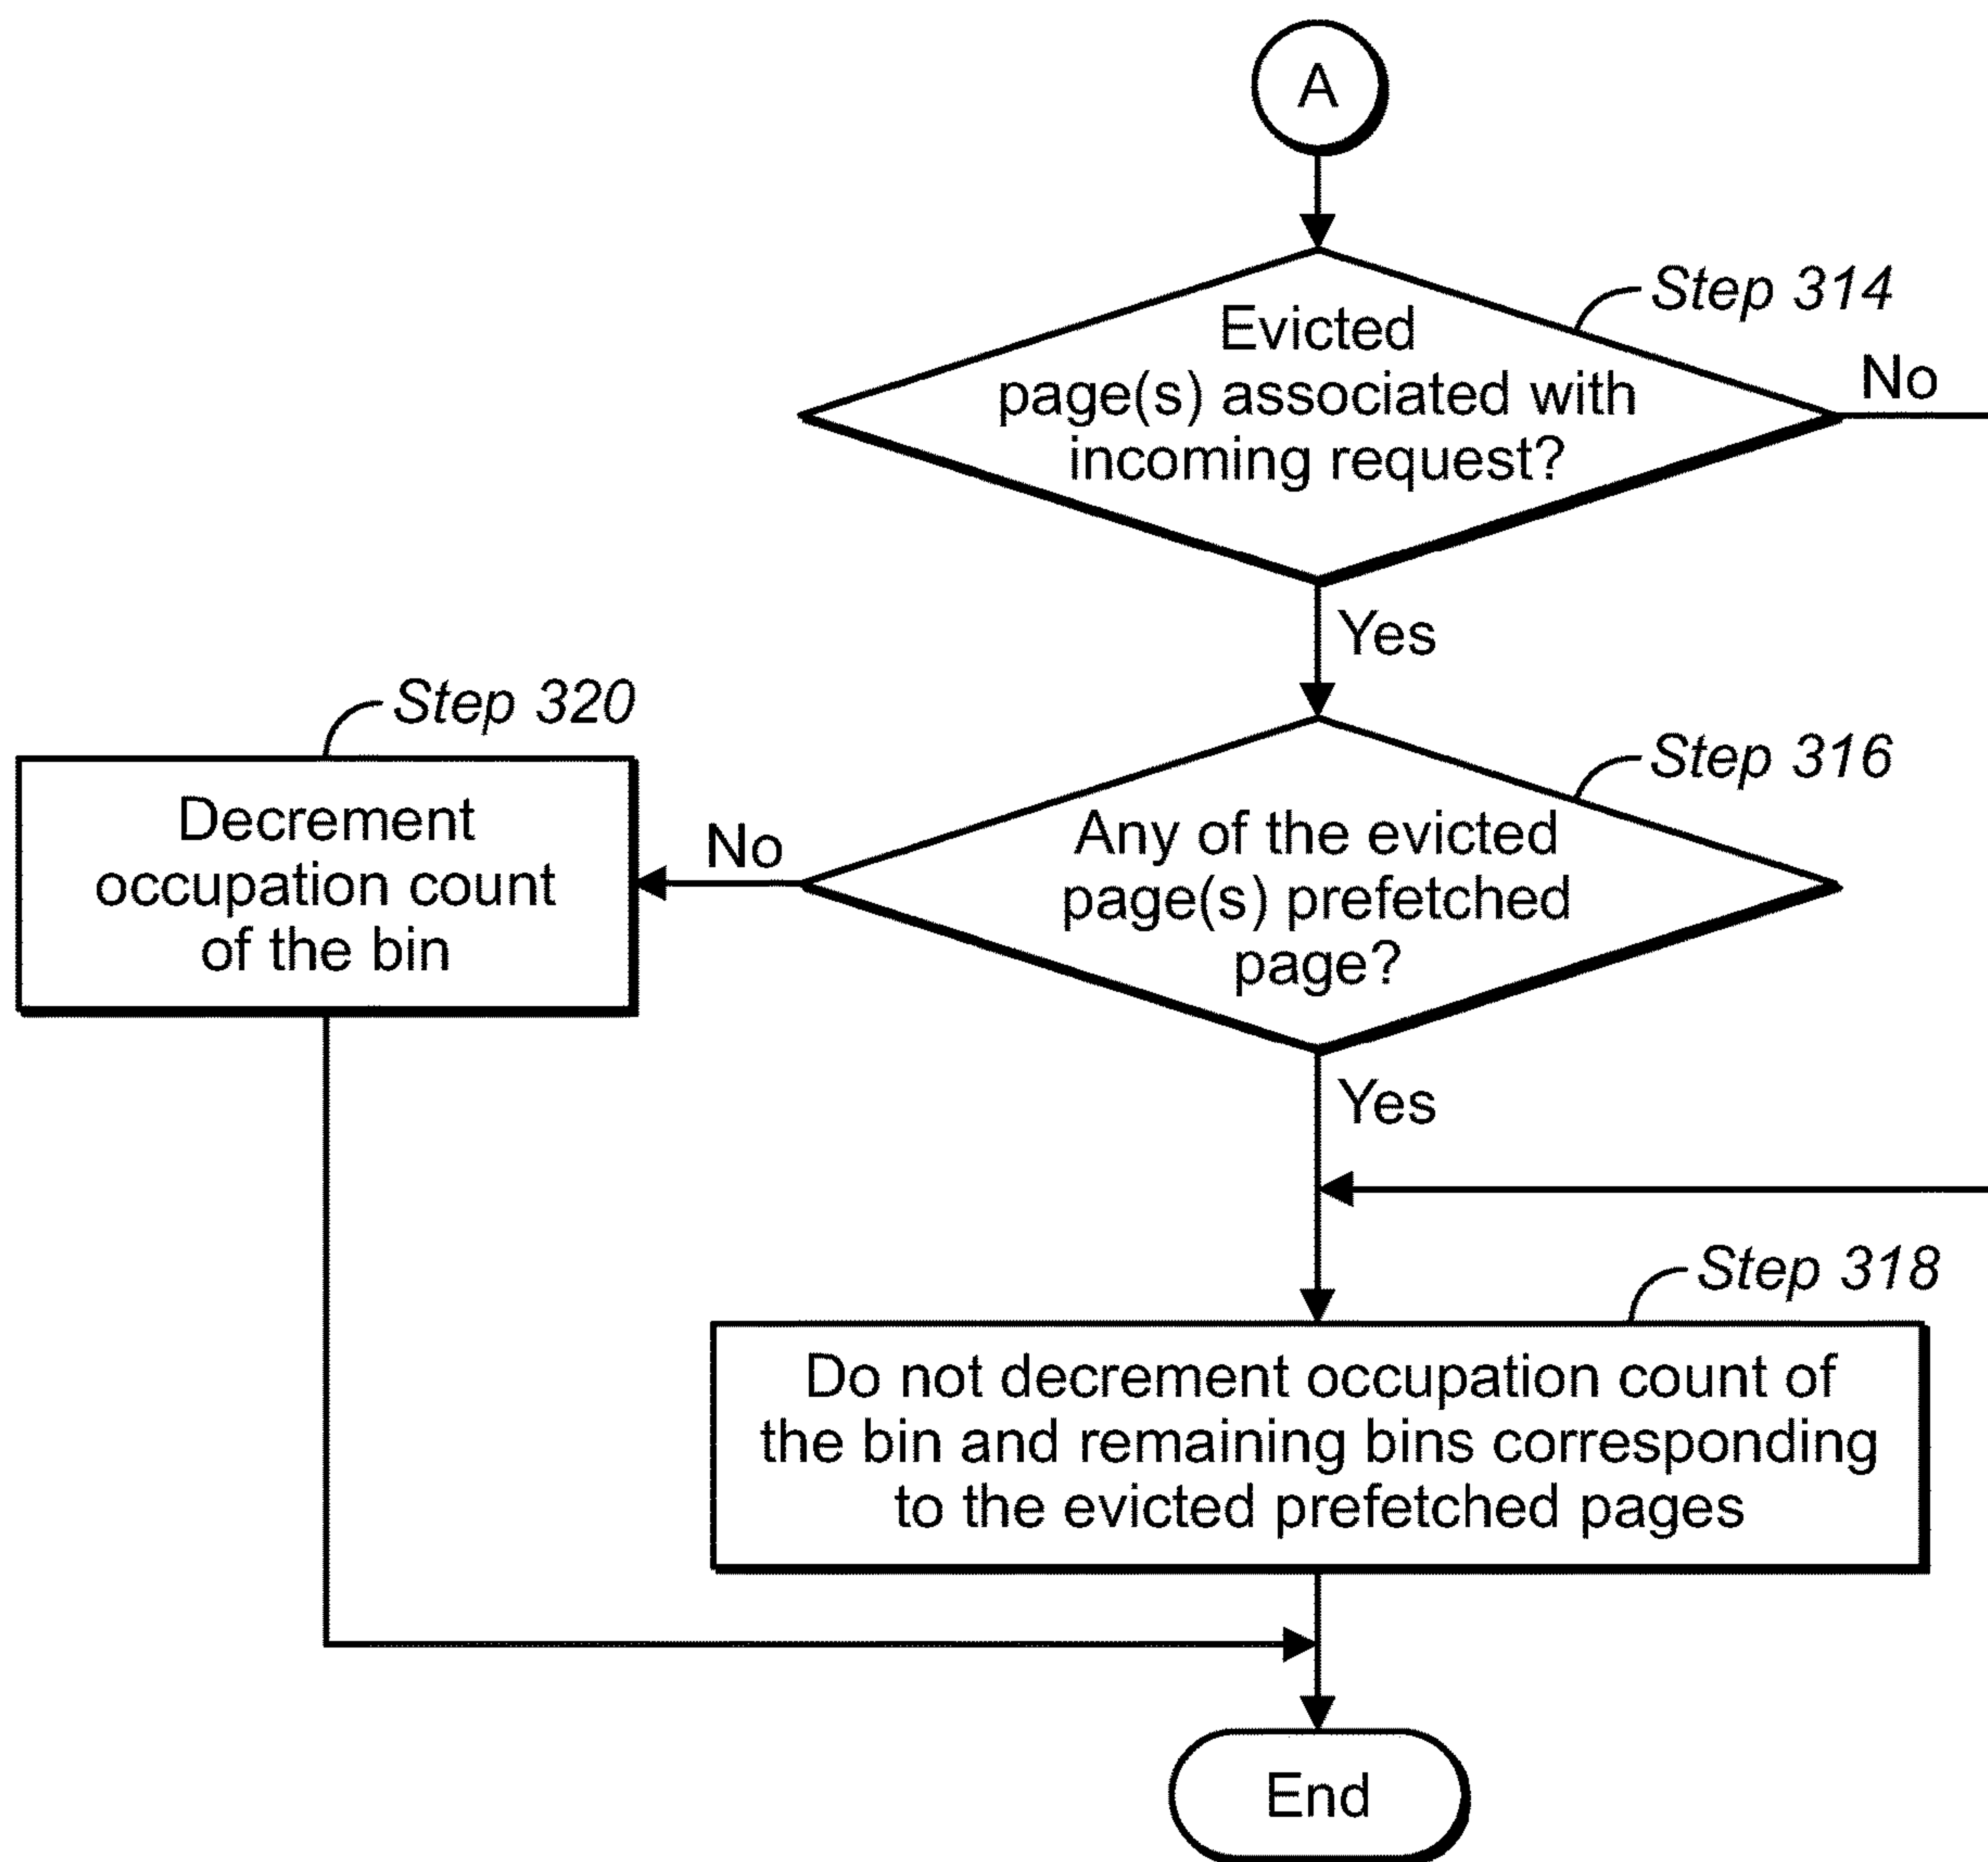 A
Step 314
Evicted
page(s) associated with
incoming request?
No
Yes
Step 320
Decrement
occupation count
of the bin
No
Step 316
Any of the evicted
page(s) prefetched
page?
Yes
Step 318
Do not decrement occupation count of
the bin and remaining bins corresponding
to the evicted prefetched pages
End